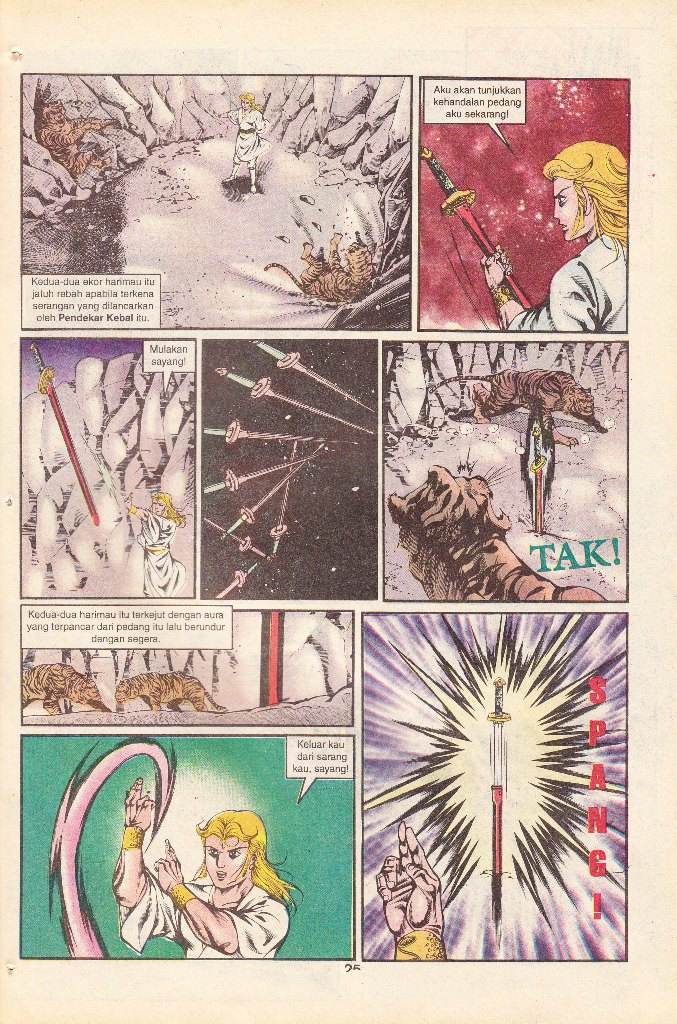 Kedua-dua ekor harimau itu
jatuh rebah apabila terkena
serangan yang dilancarkan
oleh Pendekar Kebal itu.
Aku akan tunjukkan
kehandalan pedang
aku sekarang!
Mulakan
sayang!
TAK!
Kedua-dua harimau itu terkejut dengan aura
yang terpancar dari pedang itu lalu berundur
dengan segera.
Keluar kau
dari sarang
kau, sayang!
SPANG!
25